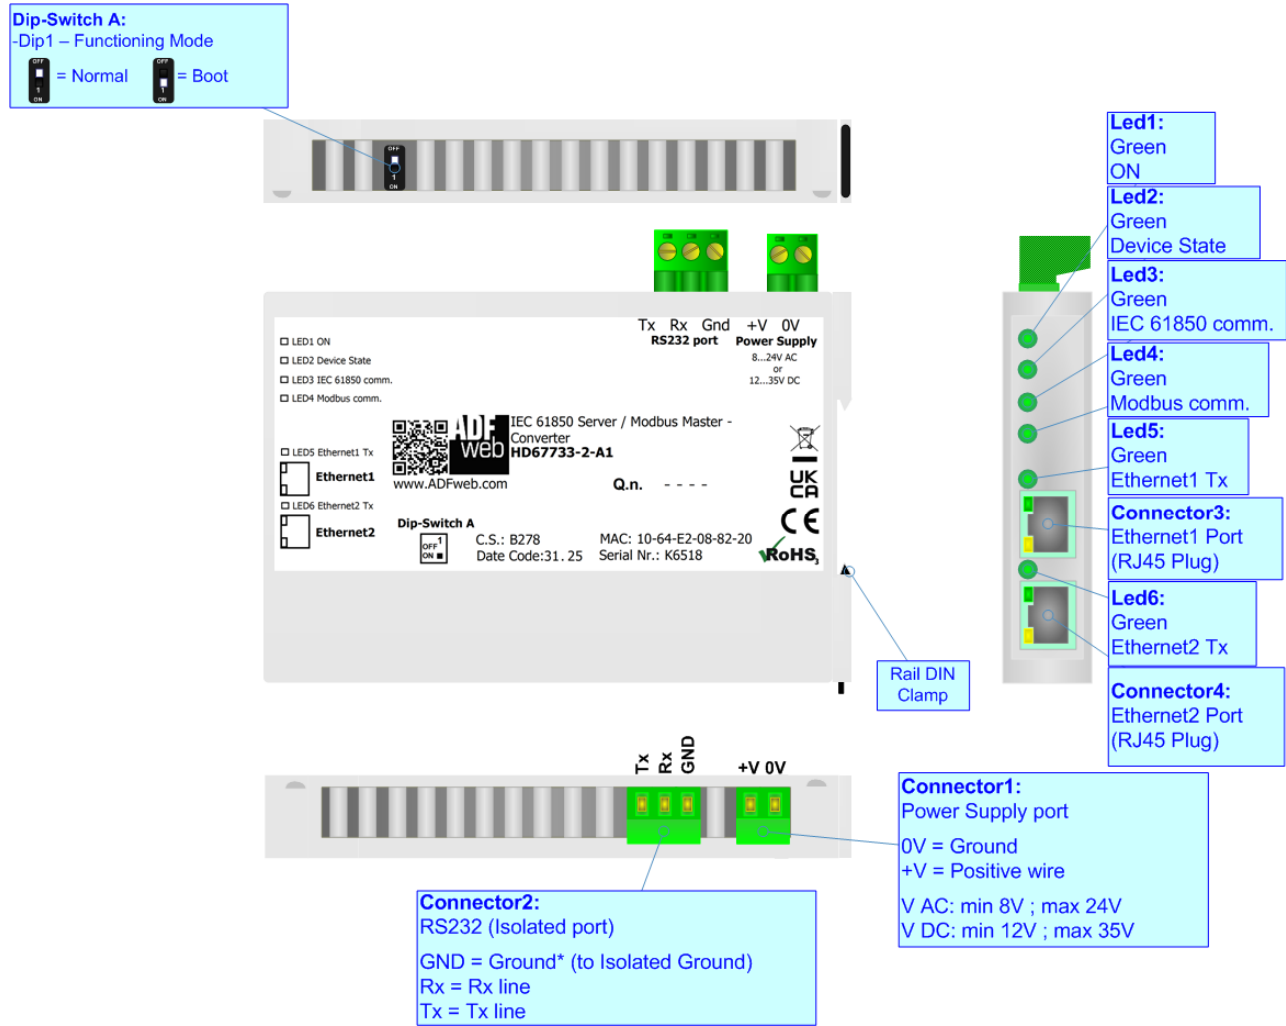 Dip-Switch A:
-Dip1 – Functioning Mode
OFF
1
ON
= Normal
OFF
1
ON
= Boot
OFF
1
ON
Led1:
Green
ON
Led2:
Green
Device State
Led3:
Green
IEC 61850 comm.
Led4:
Green
Modbus comm.
Led5:
Green
Ethernet1 Tx
Connector3:
Ethernet1 Port
(RJ45 Plug)
Led6:
Green
Ethernet2 Tx
Connector4:
Ethernet2 Port
(RJ45 Plug)
Tx Rx Gnd +V 0V
RS232 port Power Supply
8...24V AC
or
12...35V DC
LED1 ON
LED2 Device State
LED3 IEC 61850 comm.
LED4 Modbus comm.
ADF
web
IEC 61850 Server / Modbus Master -
Converter
HD67733-2-A1
www.ADFweb.com
Q.n. - - - -
LED5 Ethernet1 Tx
Ethernet1
LED6 Ethernet2 Tx
Ethernet2
Dip-Switch A
1
OFF
ON
C.S.: B278
Date Code:31. 25
MAC: 10-64-E2-08-82-20
Serial Nr.: K6518
UK
CA
CE
RoHS3
Rail DIN
Clamp
Tx
Rx
GND
+V 0V
Connector1:
Power Supply port
0V = Ground
+V = Positive wire
V AC: min 8V ; max 24V
V DC: min 12V ; max 35V
Connector2:
RS232 (Isolated port)
GND = Ground* (to Isolated Ground)
Rx = Rx line
Tx = Tx line